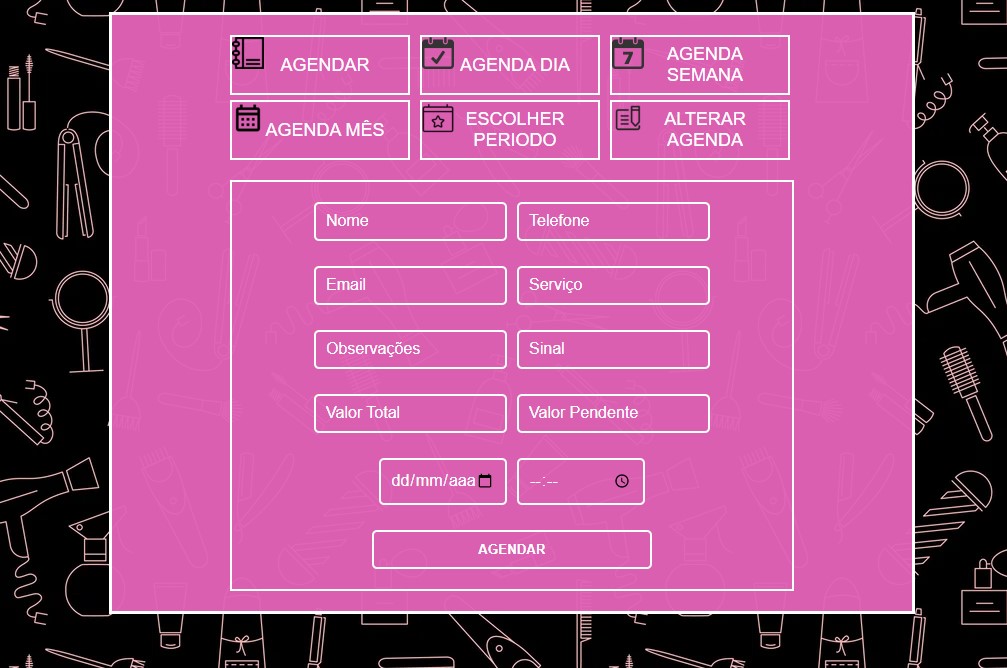 AGENDAR
AGENDA DIA
7
AGENDA
SEMANA
AGENDA MÊS
ESCOLHER
PERIODO
ALTERAR
AGENDA
Nome
Telefone
Email
Serviço
Observações
Sinal
Valor Total
Valor Pendente
dd/mm/aaa
--:--
AGENDAR